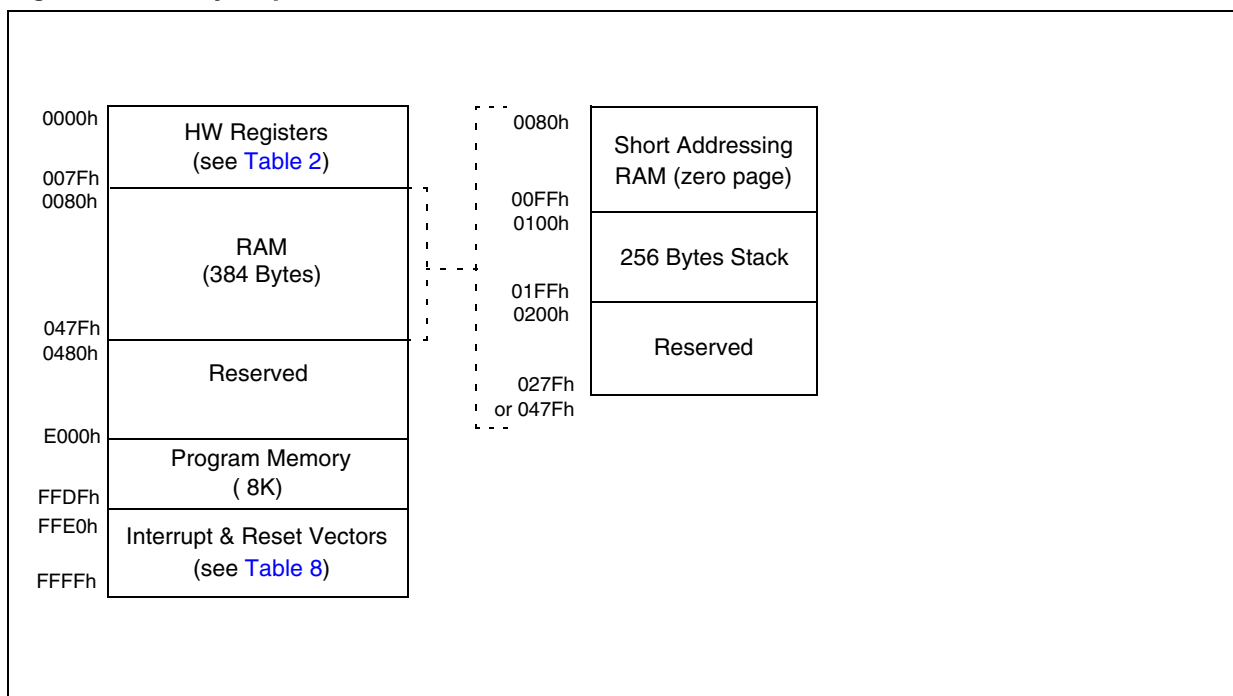 0000h
HW Registers
(see Table 2)
007Fh
0080h
RAM
(384 Bytes)
047Fh
0480h
Reserved
E000h
Program Memory
( 8K)
FFDFh
FFE0h
Interrupt & Reset Vectors
(see Table 8)
FFFFh
0080h
Short Addressing
RAM (zero page)
00FFh
0100h
256 Bytes Stack
01FFh
0200h
Reserved
027Fh
or 047Fh